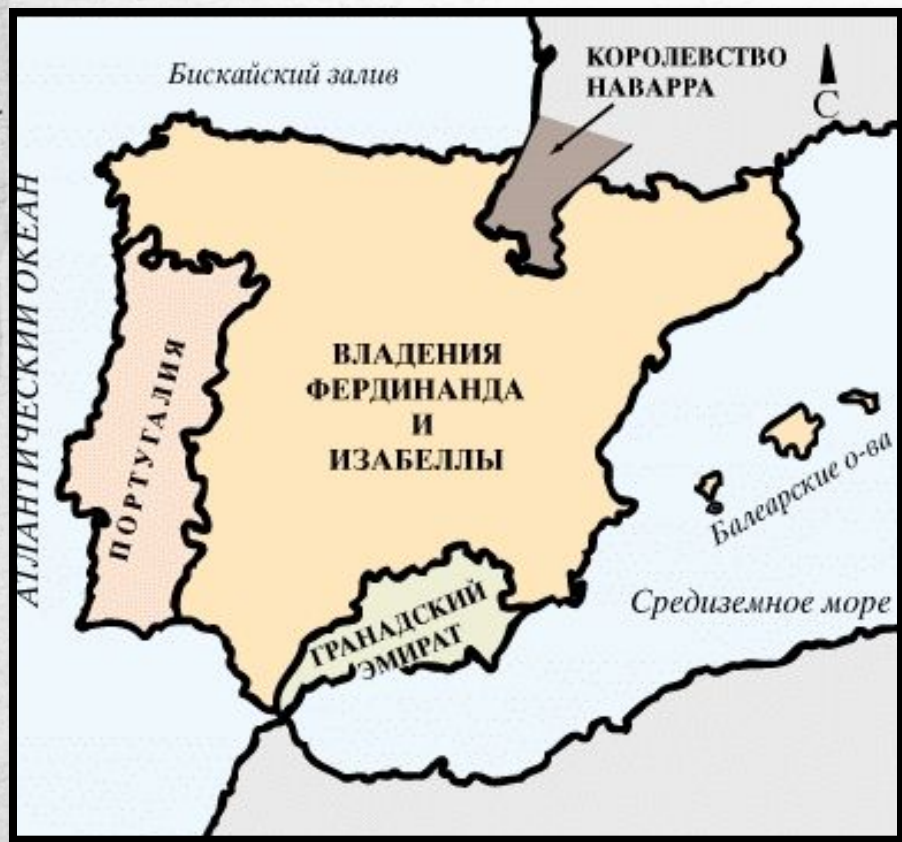 Бискайский залив
КОРОЛЕВСТВО
НАВАРРА
С
АТЛАНТИЧЕСКИЙ ОКЕАН
ПОРТУГАЛИЯ
ВЛАДЕНИЯ
ФЕРДИНАНДА
И
ИЗАБЕЛЛЫ
Балеарские о-ва
Средиземное море
ГРАНАДСКИЙ
ЭМИРАТ